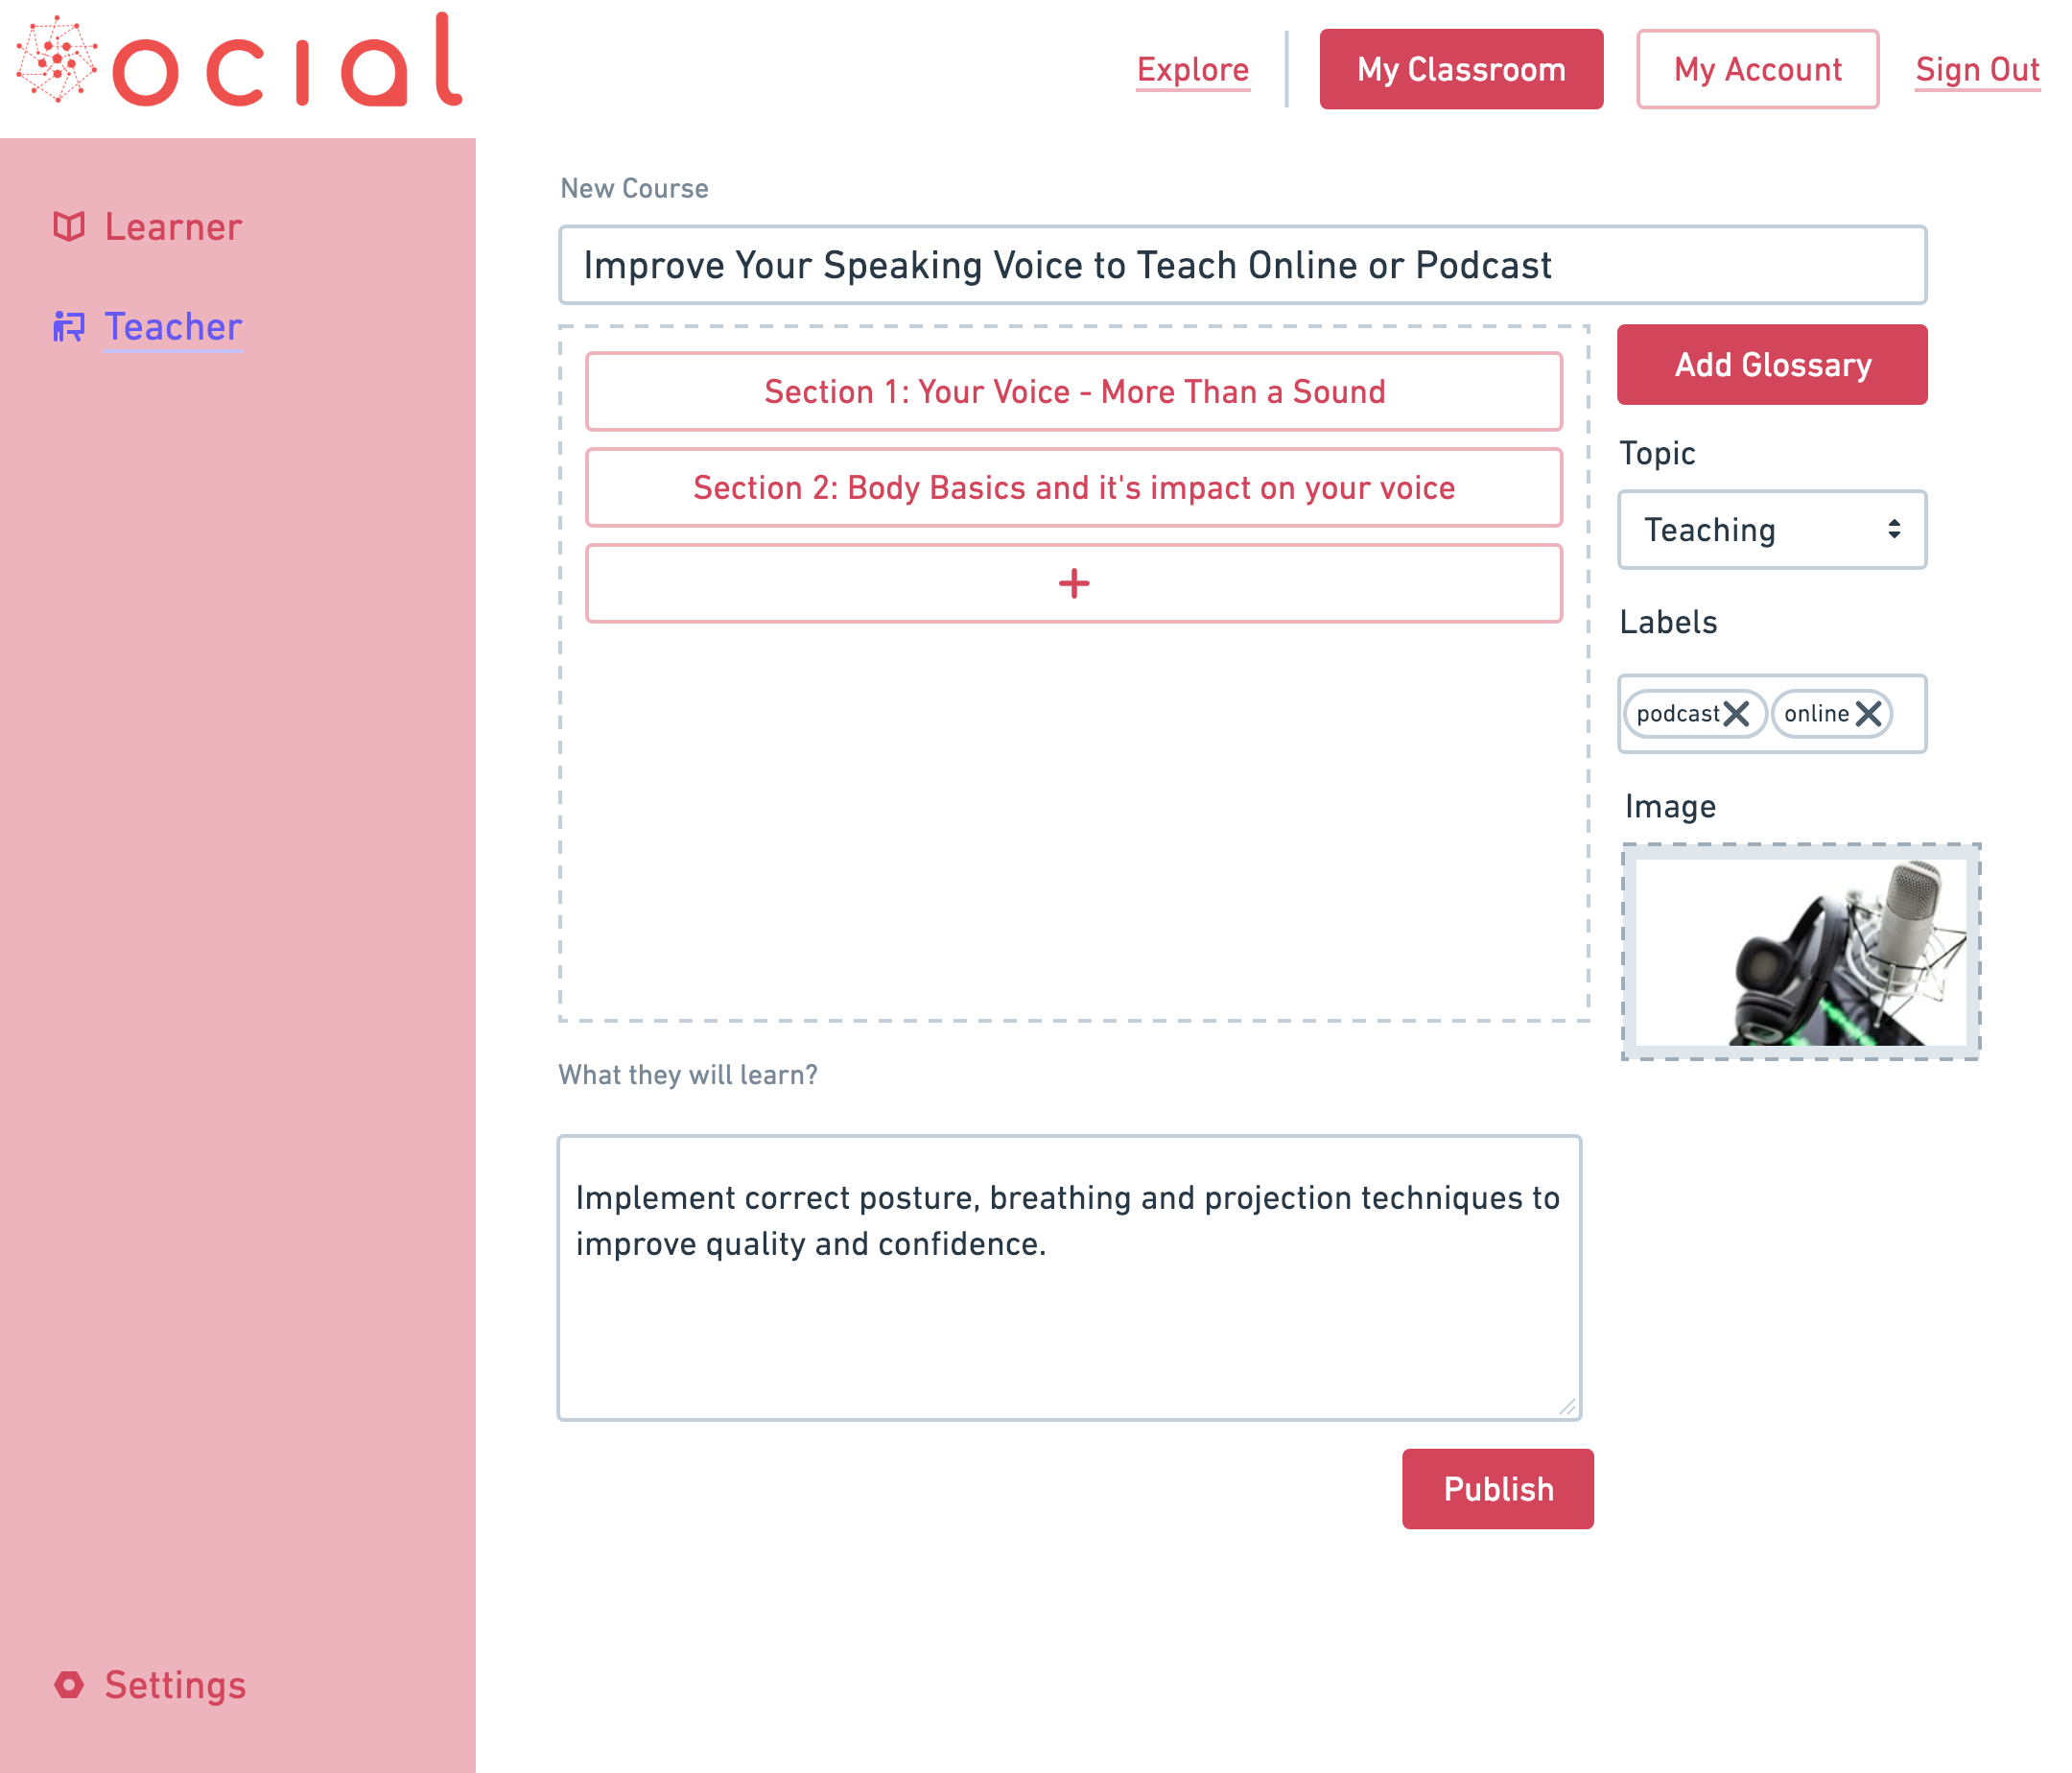 ocial
Explore
My Classroom
My Account
Sign Out
Learner
Teacher
New Course
Improve Your Speaking Voice to Teach Online or Podcast
Section 1: Your Voice - More Than a Sound
Section 2: Body Basics and it's impact on your voice
+
Add Glossary
Topic
Teaching
Labels
podcast
online
Image
What they will learn?
Implement correct posture, breathing and projection techniques to
improve quality and confidence.
Publish
Settings